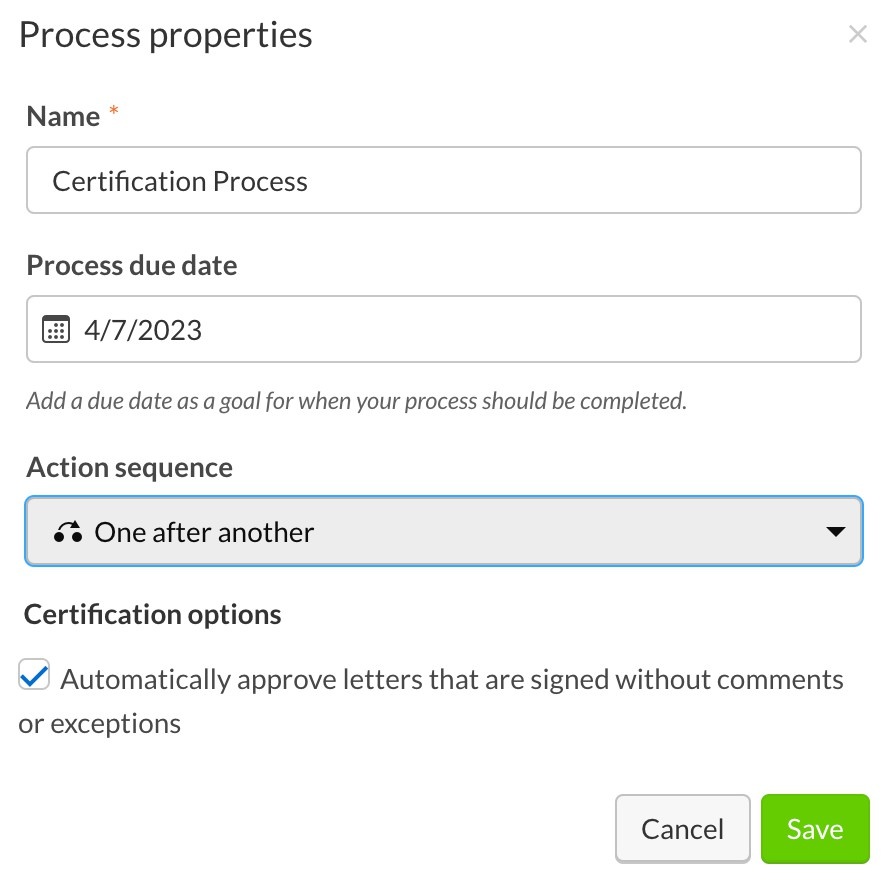 Process properties
Name *
Certification Process
Process due date
4/7/2023
Add a due date as a goal for when your process should be completed.
Action sequence
One after another
Certification options
Automatically approve letters that are signed without comments
or exceptions
Cancel Save